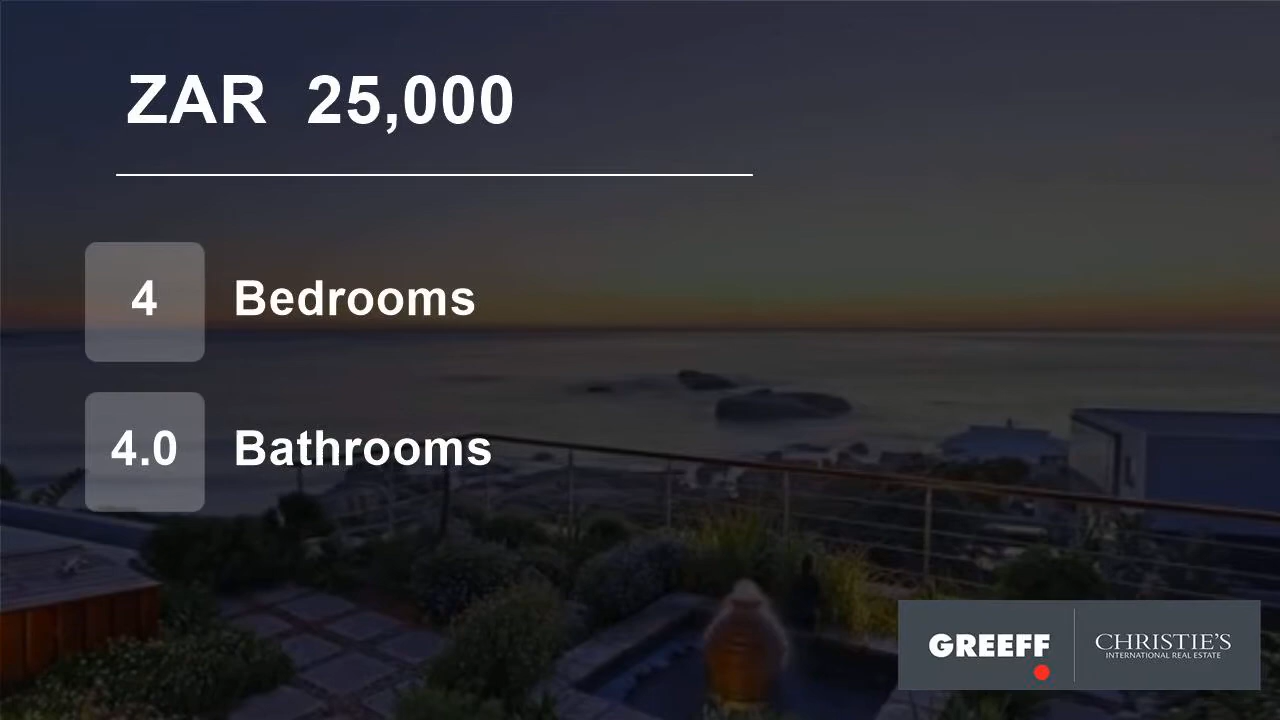 ZAR 25,000
4 Bedrooms
4.0 Bathrooms
GREEFF
CHRISTIE'S
INTERNATIONAL REAL ESTATE